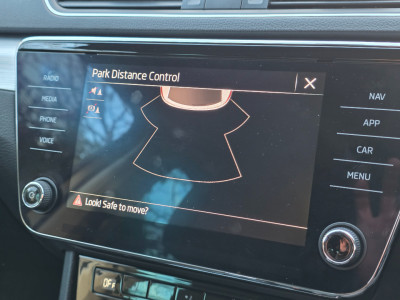 Park Distance Control
RADIO
MEDIA
PHONE
VOICE
NAV
APP
CAR
MENU
Look! Safe to move?
OFF